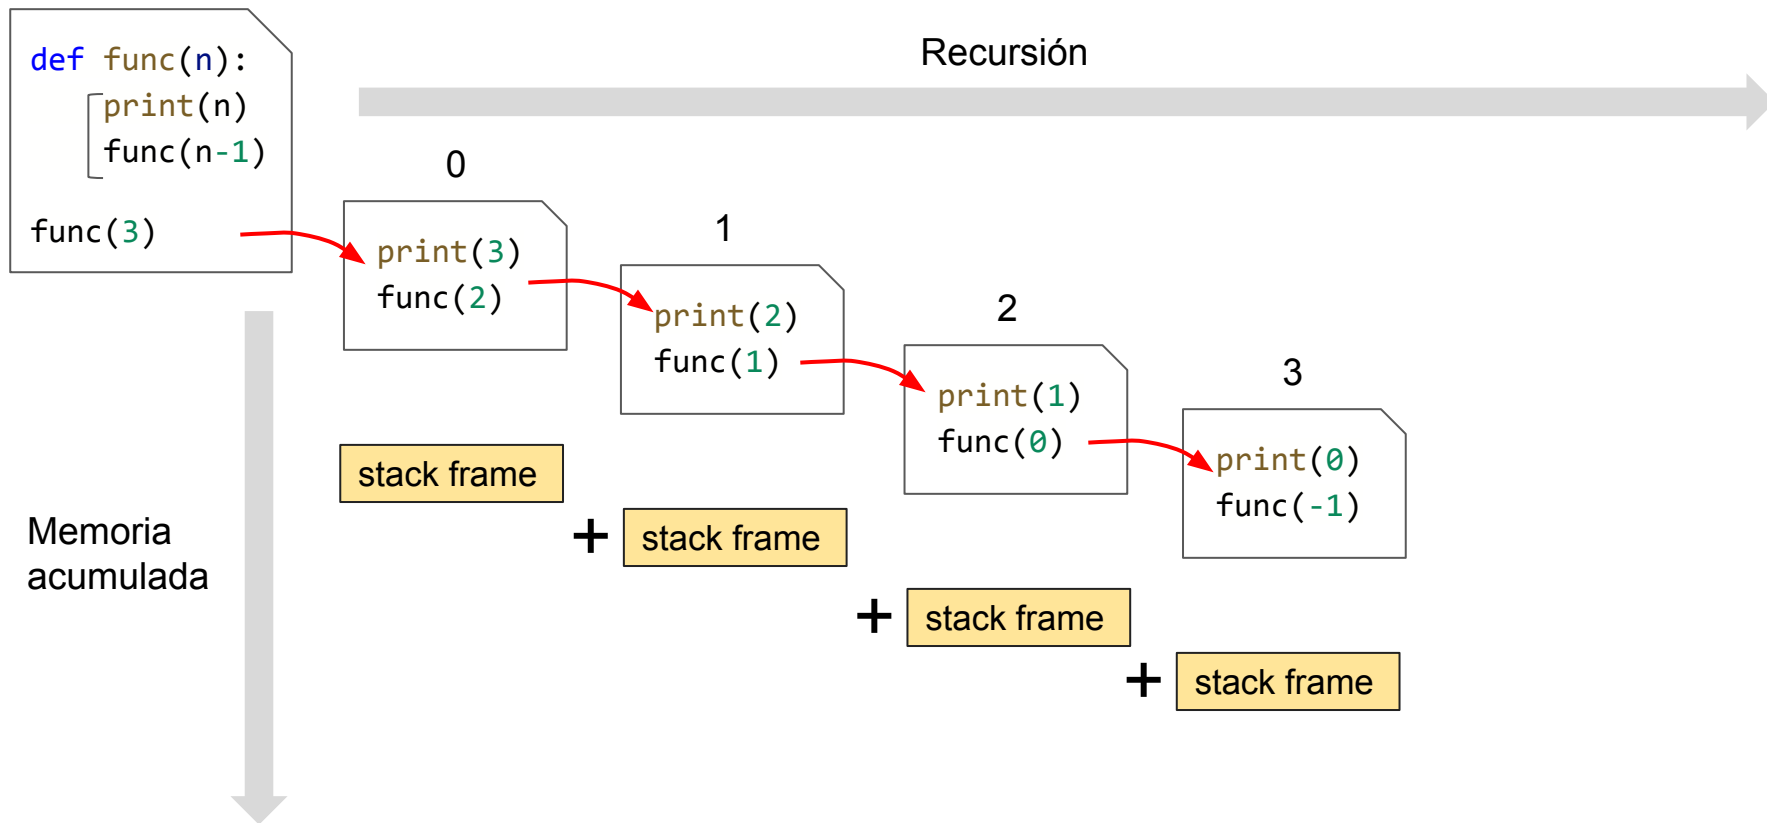 def func(n):
print(n)
func(n-1)
func(3)
Recursión
0
print(3)
func(2)
1
print(2)
func(1)
2
print(1)
func(0)
3
print(0)
func(-1)
Memoria
acumulada
stack frame
+ stack frame
+ stack frame
+ stack frame